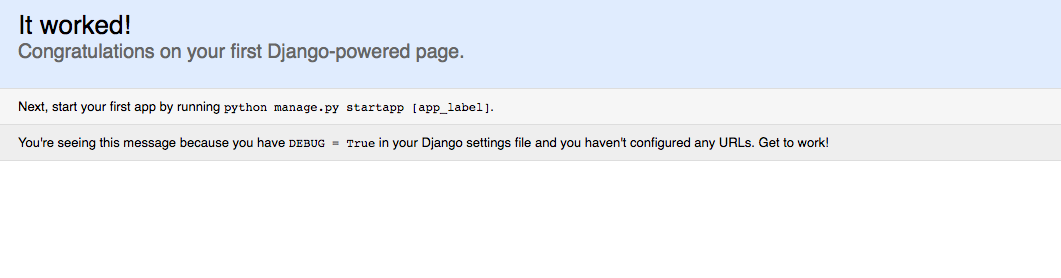 It worked!
Congratulations on your first Django-powered page.
Next, start your first app by running python manage.py startapp [app_label].
You're seeing this message because you have DEBUG = True in your Django settings file and you haven't configured any URLs. Get to work!